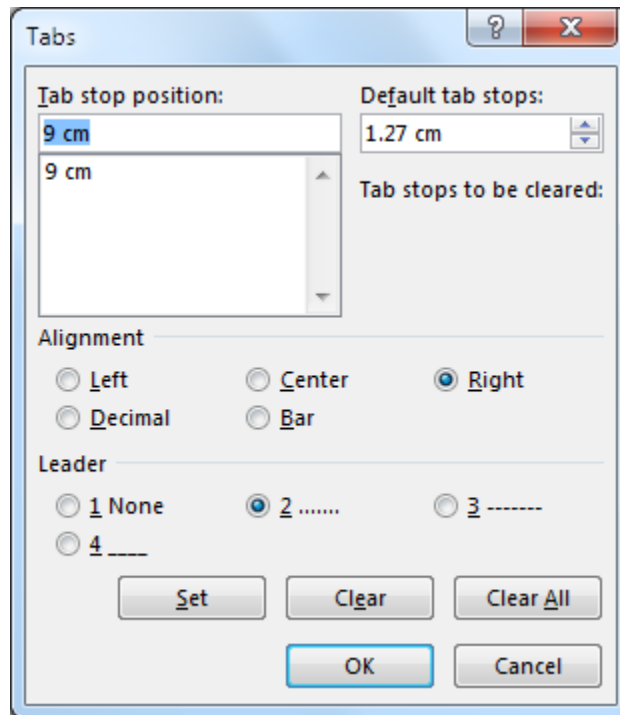 Tabs
Tab stop position:
Default tab stops:
9 cm
1.27 cm
9 cm
Tab stops to be cleared:
Alignment
Left
Center
Right
Decimal
Bar
Leader
1 None
2 .......
3 -------
4 ____
Set
Clear
Clear All
OK
Cancel